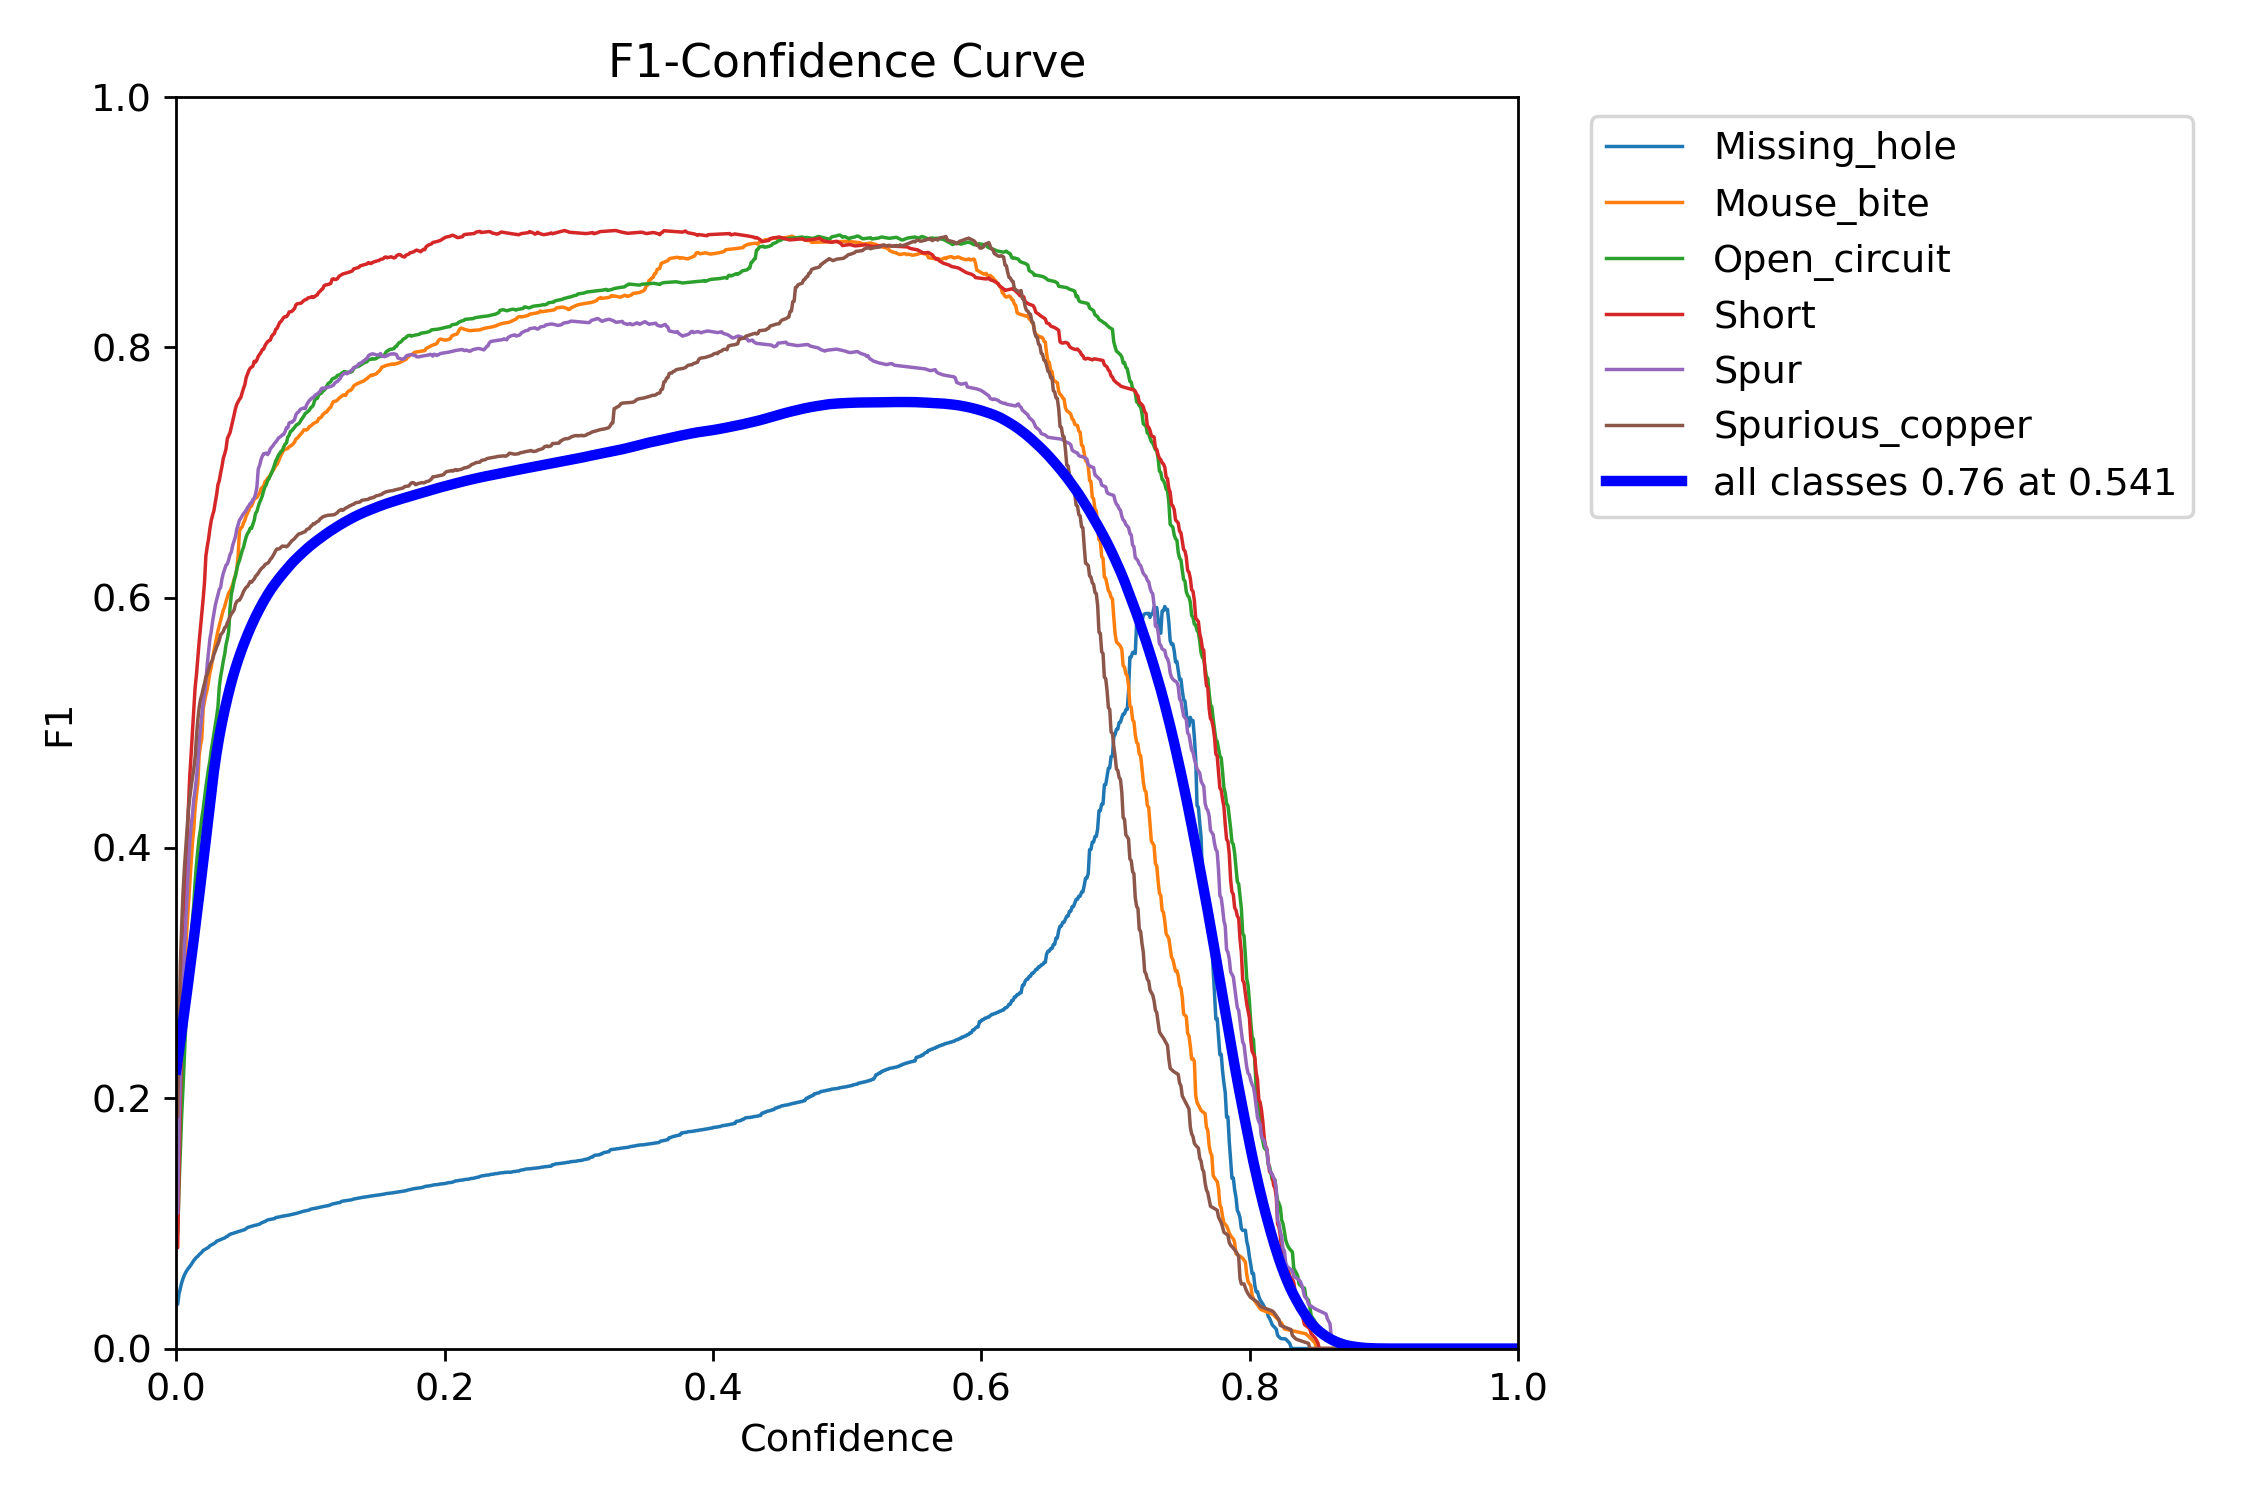 F1-Confidence Curve
1.0
0.8
0.6
0.4
0.2
0.0
F1
0.0 0.2 0.4 0.6 0.8 1.0
Confidence
Missing_hole
Mouse_bite
Open_circuit
Short
Spur
Spurious_copper
all classes 0.76 at 0.541